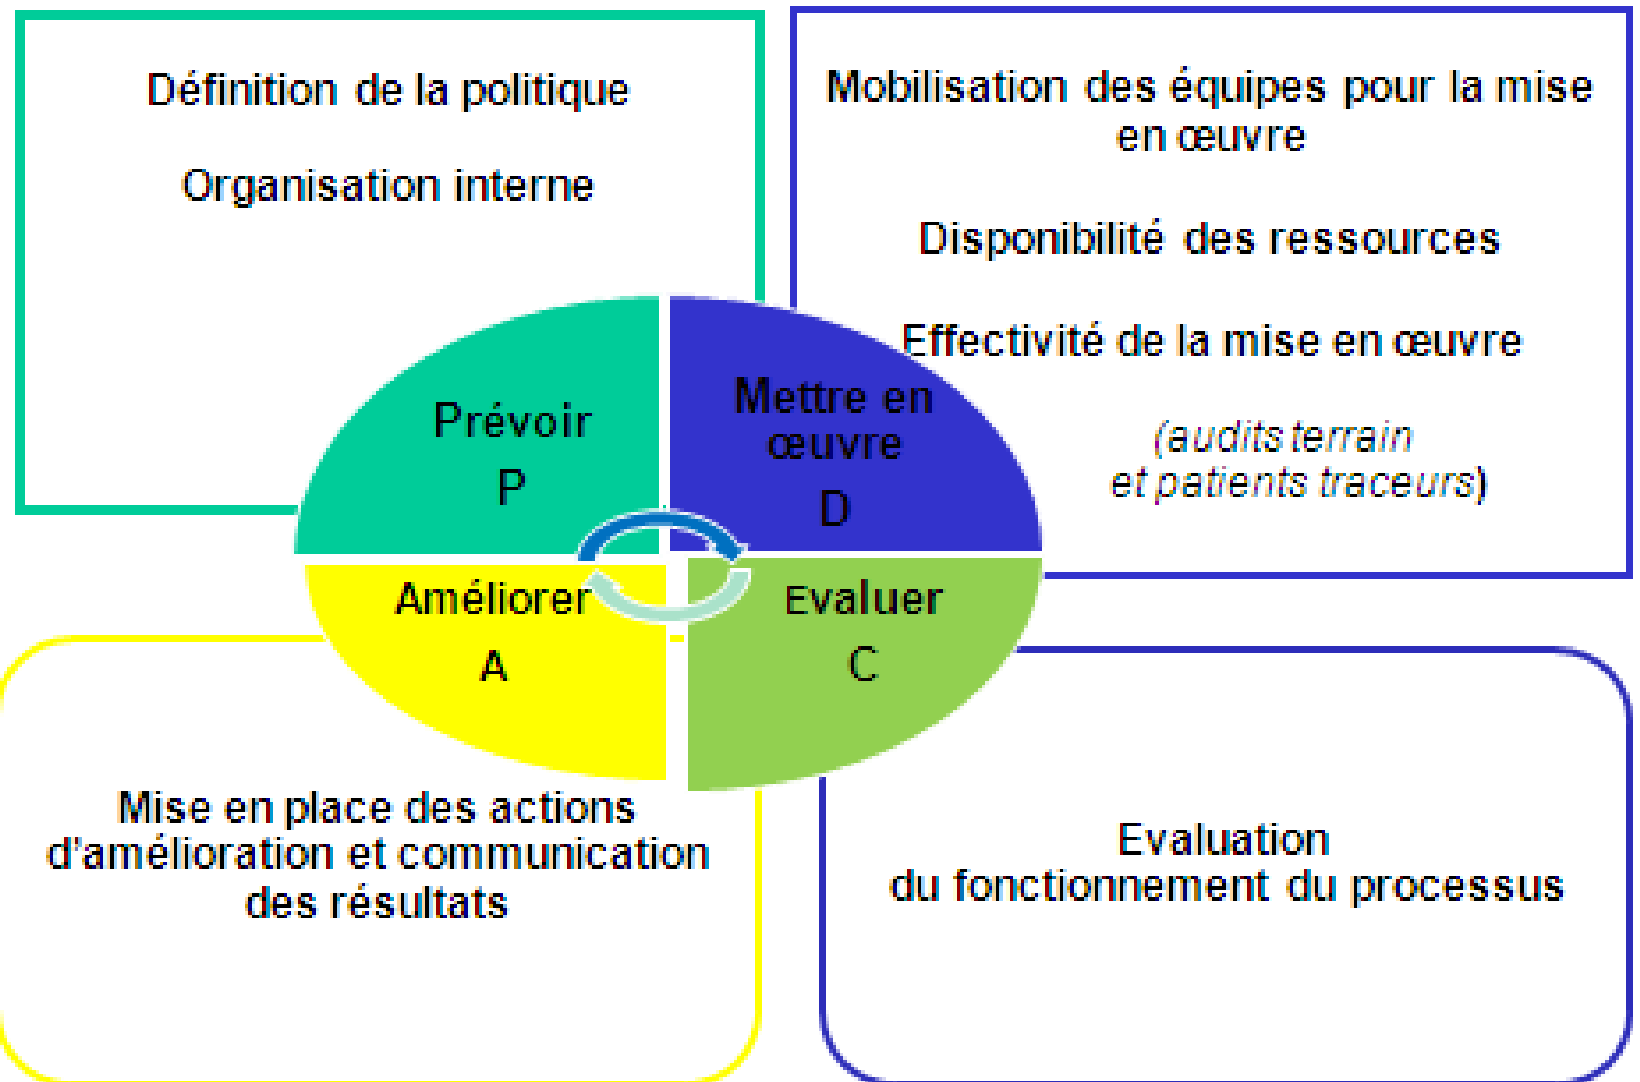 Définition de la politique
Organisation interne
Mobilisation des équipes pour la mise
en œuvre
Disponibilité des ressources
Effectivité de la mise en œuvre
(audits terrain
et patients traceurs)
Prévoir
P
Mettre en
œuvre
D
Améliorer
A
Evaluer
C
Mise en place des actions
d'amélioration et communication
des résultats
Evaluation
du fonctionnement du processus